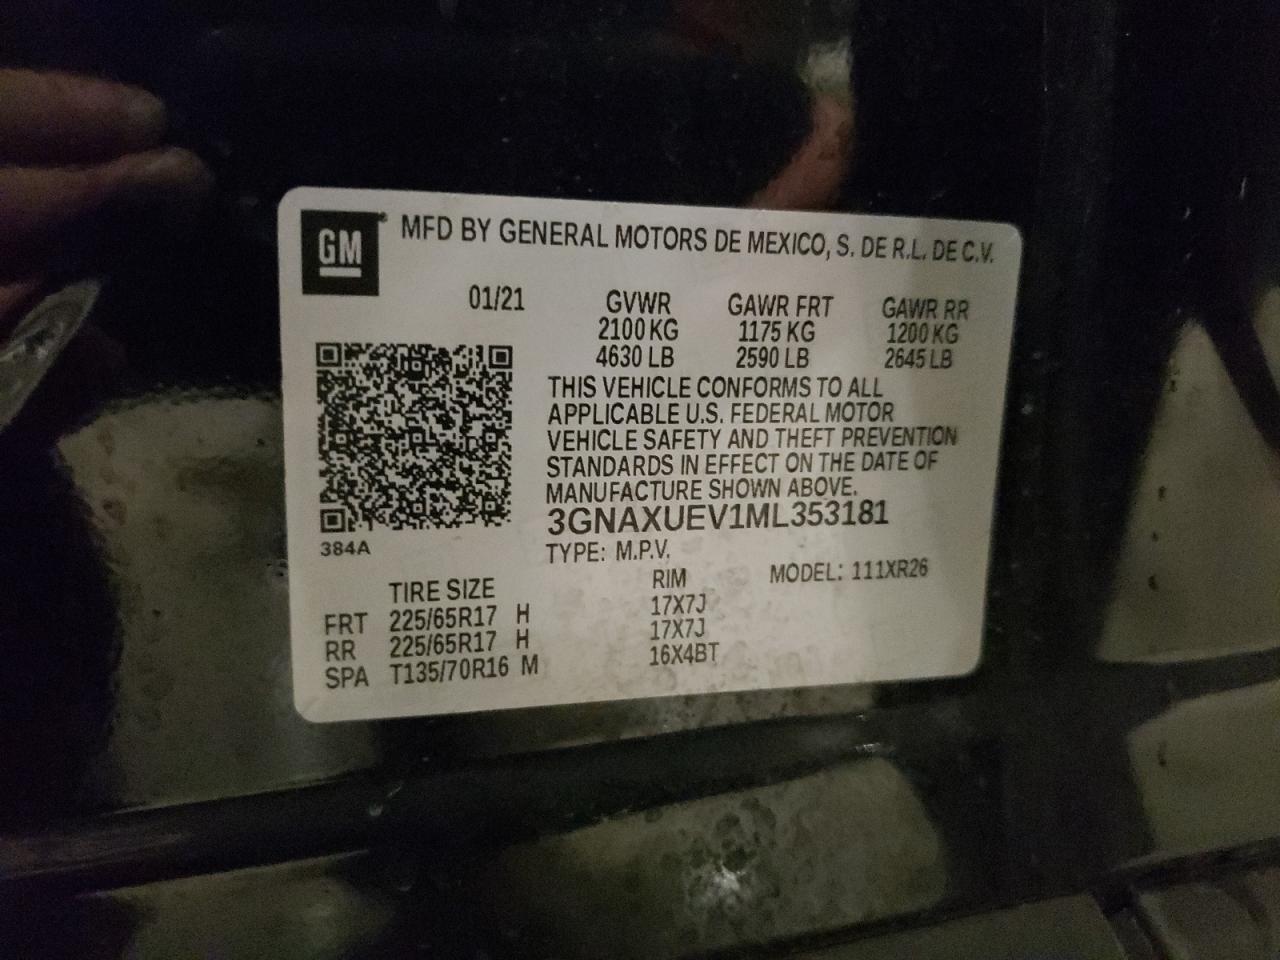 GM® MFD BY GENERAL MOTORS DE MEXICO, S. DE R.L. DE C.V.
01/21 GVWR GAWR FRT GAWR RR
2100 KG 1175 KG 1200 KG
4630 LB 2590 LB 2645 LB
THIS VEHICLE CONFORMS TO ALL
APPLICABLE U.S. FEDERAL MOTOR
VEHICLE SAFETY AND THEFT PREVENTION
STANDARDS IN EFFECT ON THE DATE OF
MANUFACTURE SHOWN ABOVE.
3GNAXUEV1ML353181
384A
TYPE: M.P.V. MODEL: 111XR26
TIRE SIZE RIM
FRT 225/65R17 H 17X7J
RR 225/65R17 H 17X7J
SPA T135/70R16 M 16X4BT